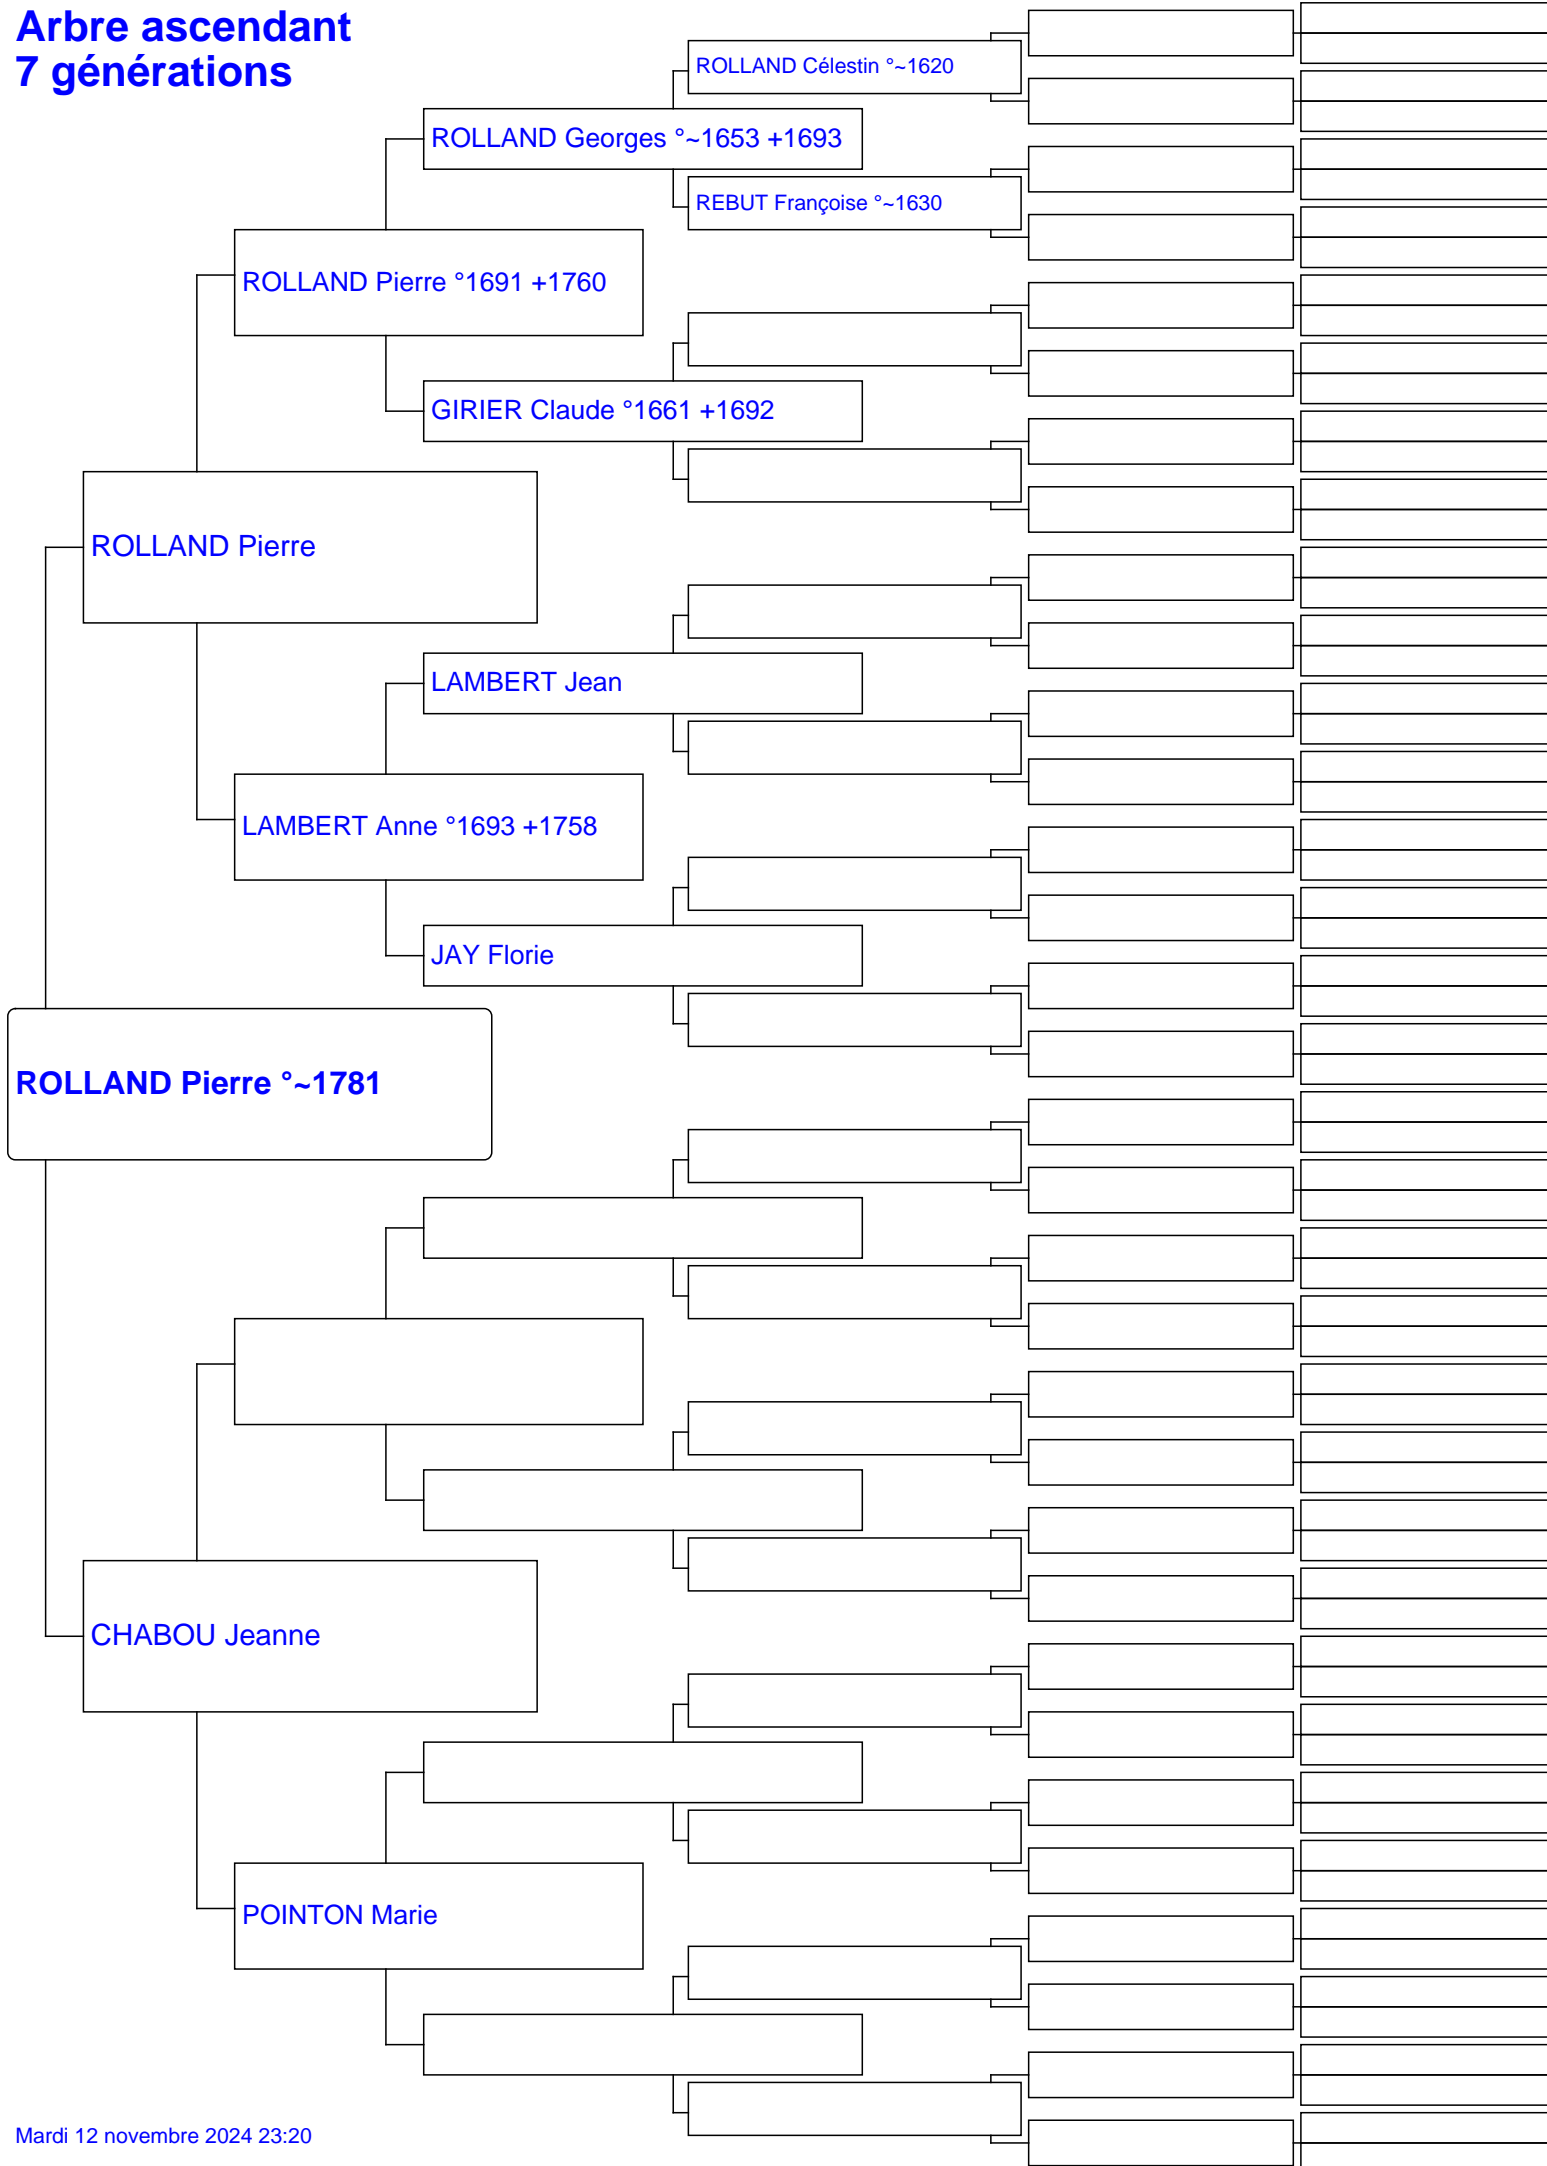 Arbre ascendant
7 générations
ROLLAND Célestin °~1620
ROLLAND Georges °~1653 +1693
REBUT Françoise °~1630
ROLLAND Pierre °1691 +1760
GIRIER Claude °1661 +1692
ROLLAND Pierre
LAMBERT Jean
LAMBERT Anne °1693 +1758
JAY Florie
ROLLAND Pierre °~1781
CHABOU Jeanne
POINTON Marie
Mardi 12 novembre 2024 23:20